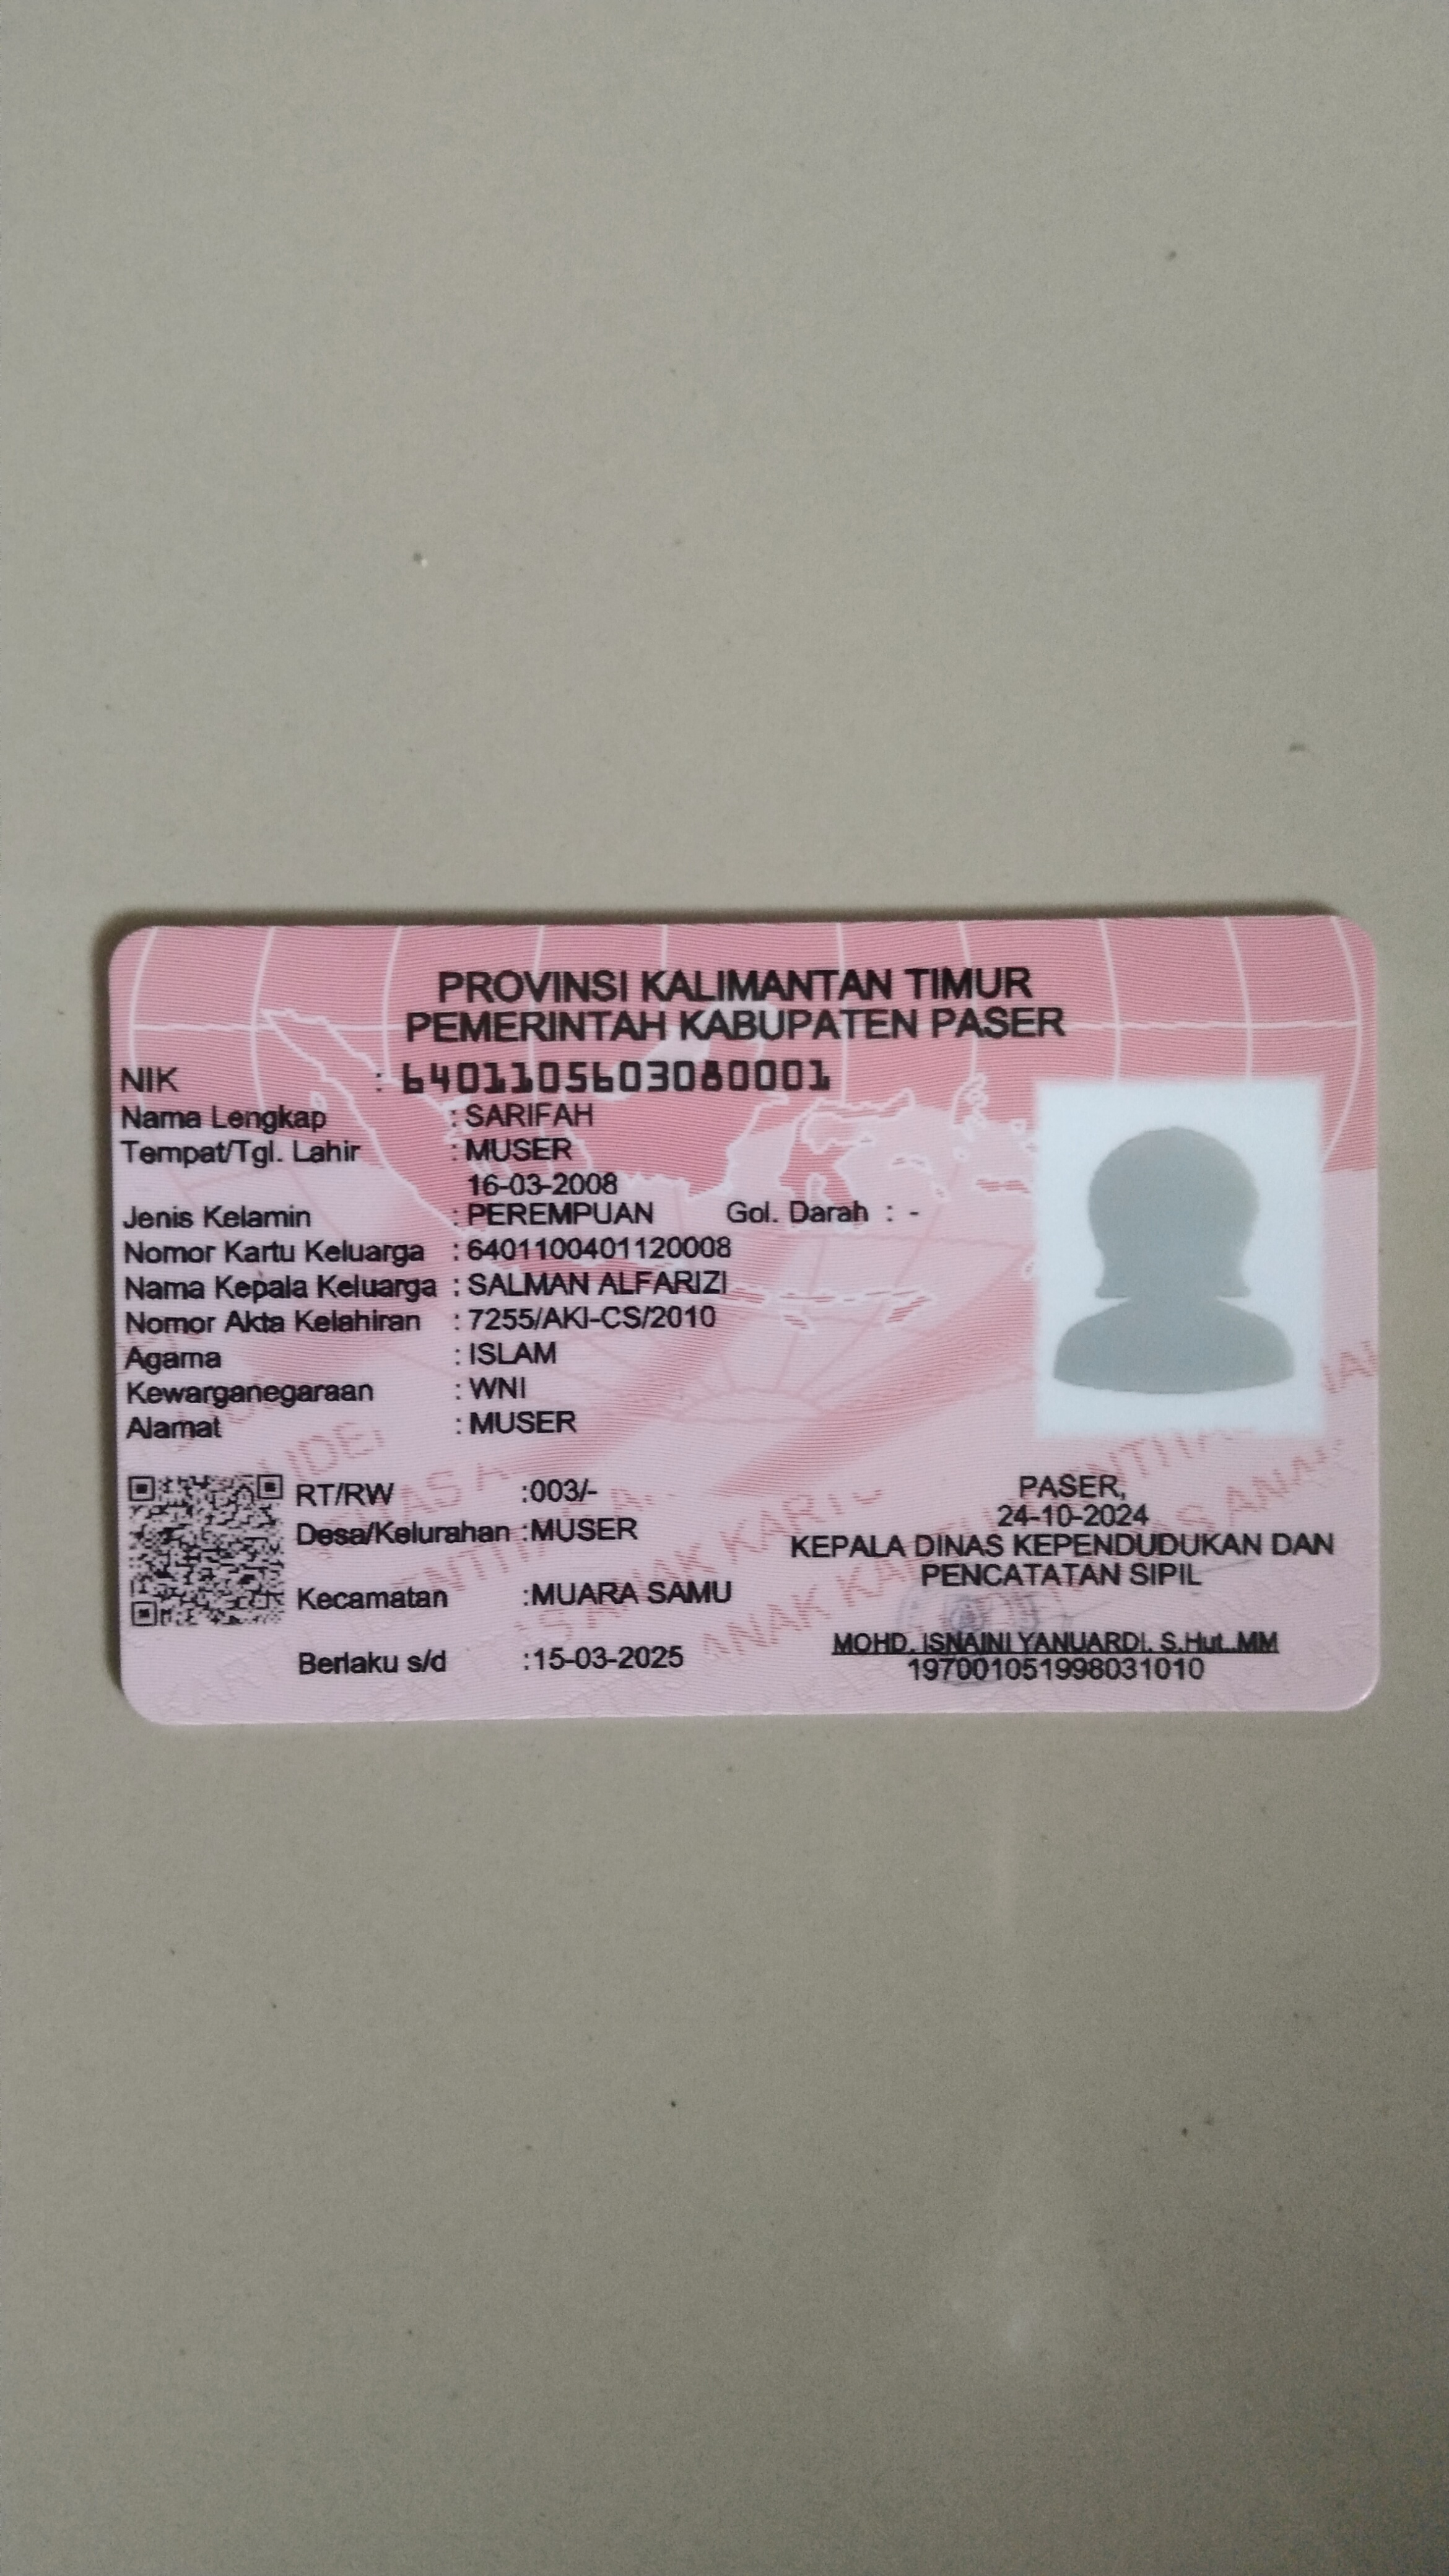 PROVINSI KALIMANTAN TIMUR
PEMERINTAH KABUPATEN PASER
NIK : 6401105603080001
Nama Lengkap : SARIFAH
Tempat/Tgl. Lahir : MUSER
16-03-2008
Jenis Kelamin : PEREMPUAN Gol. Darah : -
Nomor Kartu Keluarga : 6401100401120008
Nama Kepala Keluarga : SALMAN ALFARIZI
Nomor Akta Kelahiran : 7255/AKI-CS/2010
Agama : ISLAM
Kewarganegaraan : WNI
Alamat : MUSER
RT/RW :003/-
Desa/Kelurahan :MUSER
Kecamatan :MUARA SAMU
Berlaku s/d :15-03-2025
PASER,
24-10-2024
KEPALA DINAS KEPENDUDUKAN DAN
PENCATATAN SIPIL
MOHD. ISNAINI YANUARDI, S.Hut.,MM
197001051998031010